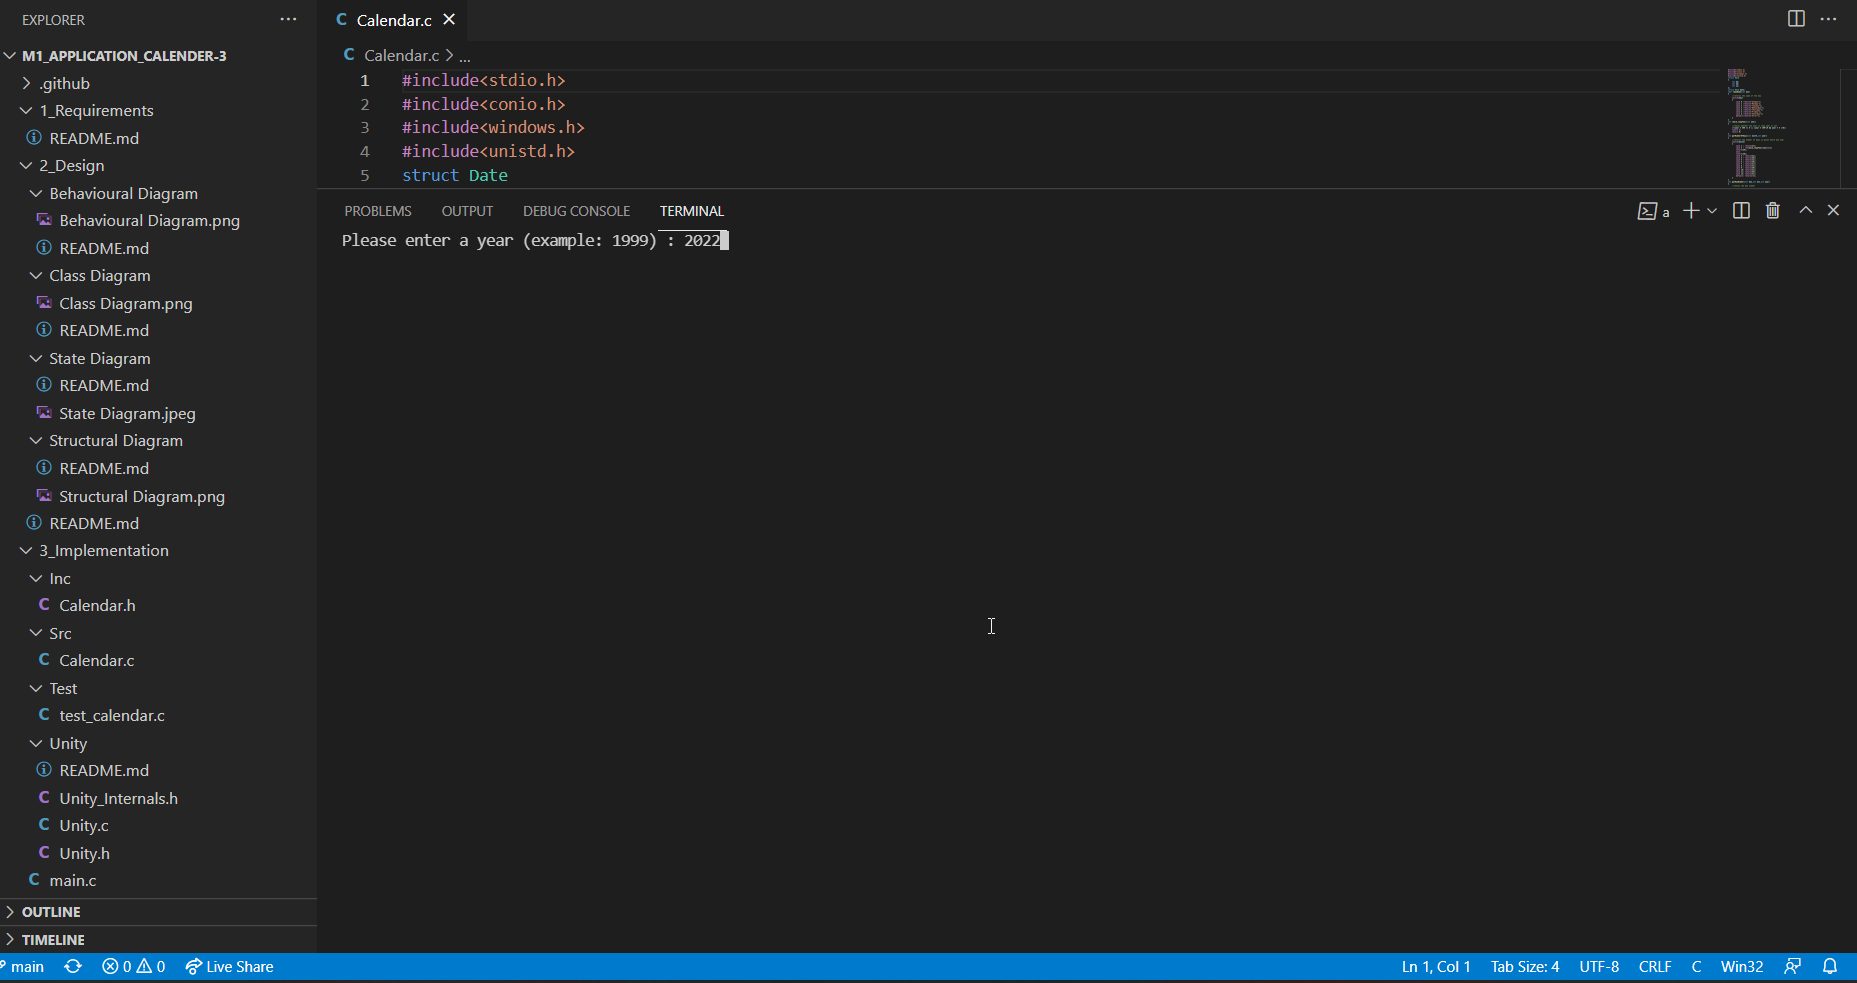 EXPLORER
M1_APPLICATION_CALENDER-3
.github
1_Requirements
README.md
2_Design
Behavioural Diagram
Behavioural Diagram.png
README.md
Class Diagram
Class Diagram.png
README.md
State Diagram
README.md
State Diagram.jpeg
Structural Diagram
README.md
Structural Diagram.png
README.md
3_Implementation
Inc
C Calendar.h
Src
C Calendar.c
Test
C test_calendar.c
Unity
README.md
C Unity_Internals.h
C Unity.c
C Unity.h
C main.c
OUTLINE
TIMELINE
C Calendar.c
C Calendar.c > ...
1 #include<stdio.h>
2 #include<conio.h>
3 #include<windows.h>
4 #include<unistd.h>
5 struct Date
PROBLEMS OUTPUT DEBUG CONSOLE TERMINAL a
Please enter a year (example: 1999) : 2022
main 0 0 Live Share Ln 1, Col 1 Tab Size: 4 UTF-8 CRLF C Win32